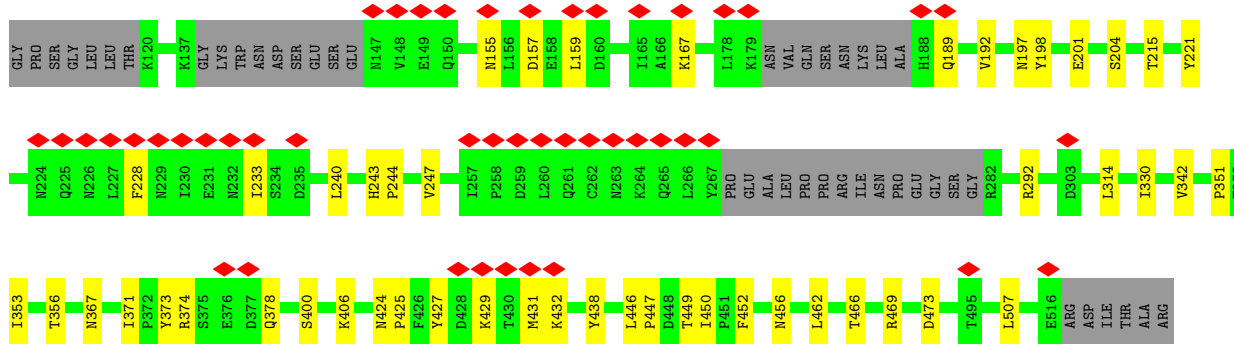 GLY PRO SER GLY LEU LEU THR K120 K137 GLY LYS TRP ASN ASP SER GLU SER GLU N147 V148 E149 Q150 N155 L156 D157 E158 L159 D160 I165 A166 K167 L178 K179 ASN VAL GLN SER ASN LYS LEU ALA H188 Q189 V192 N197 Y198 E201 S204 T215 Y221
N224 Q225 N226 L227 F228 N229 I230 E231 N232 I233 S234 D235 L240 H243 P244 V247 I257 P258 D259 L260 Q261 C262 N263 K264 Q265 L266 Y267 PRO GLU ALA LEU PRO PRO ARG ILE ASN PRO GLU GLY SER GLY R282 R292 D303 L314 I330 V342 P351
I353 T356 N367 I371 P372 Y373 R374 S375 E376 D377 Q378 S400 K406 N424 P425 F426 Y427 D428 K429 T430 M431 K432 Y438 L446 P447 D448 T449 I450 P451 F452 N456 L462 T466 R469 D473 T495 L507 E516 ARG ASP ILE THR ALA ARG